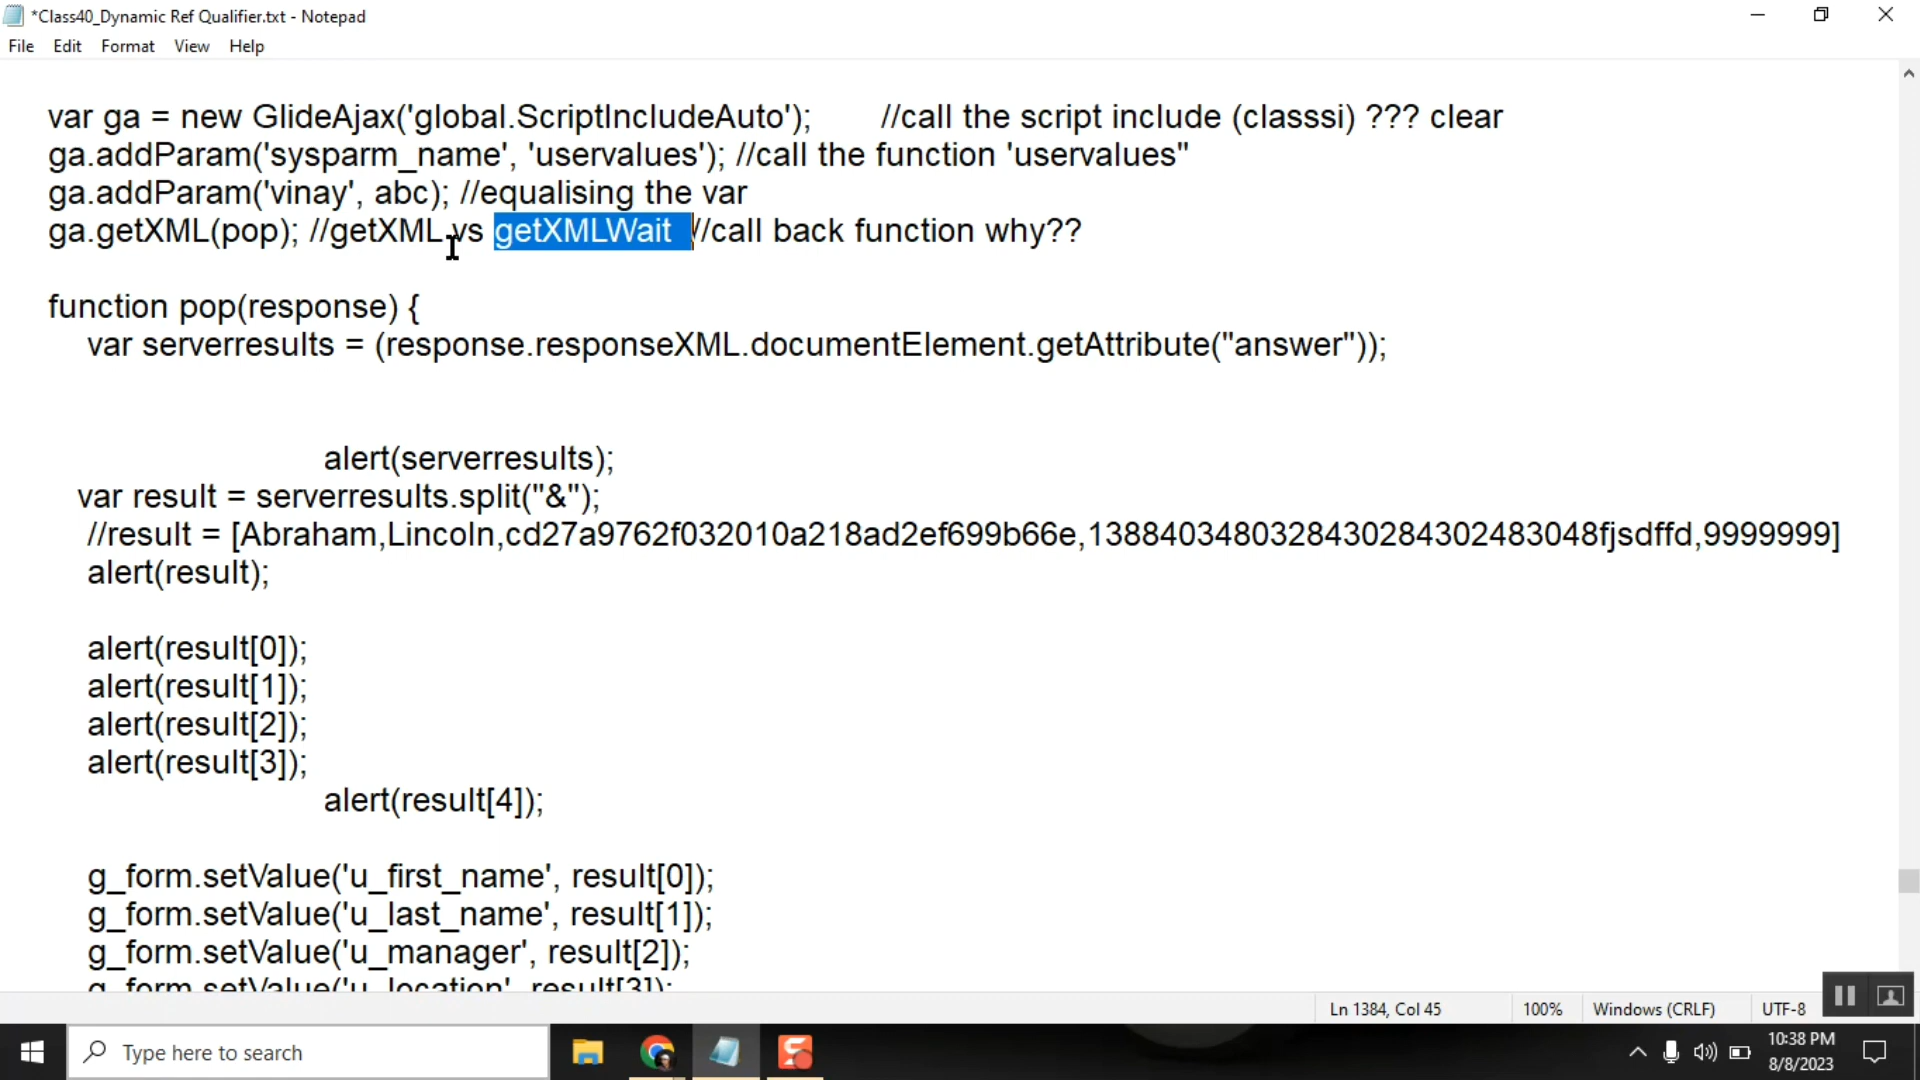 *Class40_Dynamic Ref Qualifier.txt - Notepad
File Edit Format View Help
var ga = new GlideAjax('global.ScriptIncludeAuto'); //call the script include (classsi) ??? clear
ga.addParam('sysparm_name', 'uservalues'); //call the function 'uservalues"
ga.addParam('vinay', abc); //equalising the var
ga.getXML(pop); //getXML vs getXMLWait //call back function why??
function pop(response) {
var serverresults = (response.responseXML.documentElement.getAttribute("answer"));
alert(serverresults);
var result = serverresults.split("&");
//result = [Abraham,Lincoln,cd27a9762f032010a218ad2ef699b66e,1388403480328430284302483048fjsdffd,9999999]
alert(result);
alert(result[0]);
alert(result[1]);
alert(result[2]);
alert(result[3]);
alert(result[4]);
g_form.setValue('u_first_name', result[0]);
g_form.setValue('u_last_name', result[1]);
g_form.setValue('u_manager', result[2]);
g_form.setValue('u_location', result[3]);
Ln 1384, Col 45 100% Windows (CRLF) UTF-8
Type here to search
10:38 PM
8/8/2023